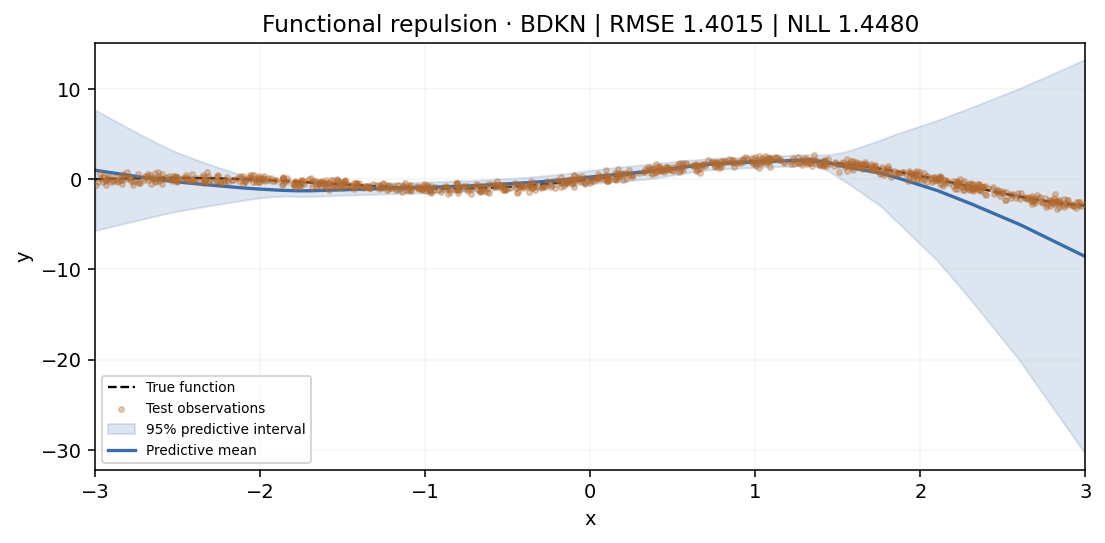 Functional repulsion · BDKN | RMSE 1.4015 | NLL 1.4480
10
0
−10
−20
−30
y
True function
Test observations
95% predictive interval
Predictive mean
−3
−2
−1
0
1
2
3
x